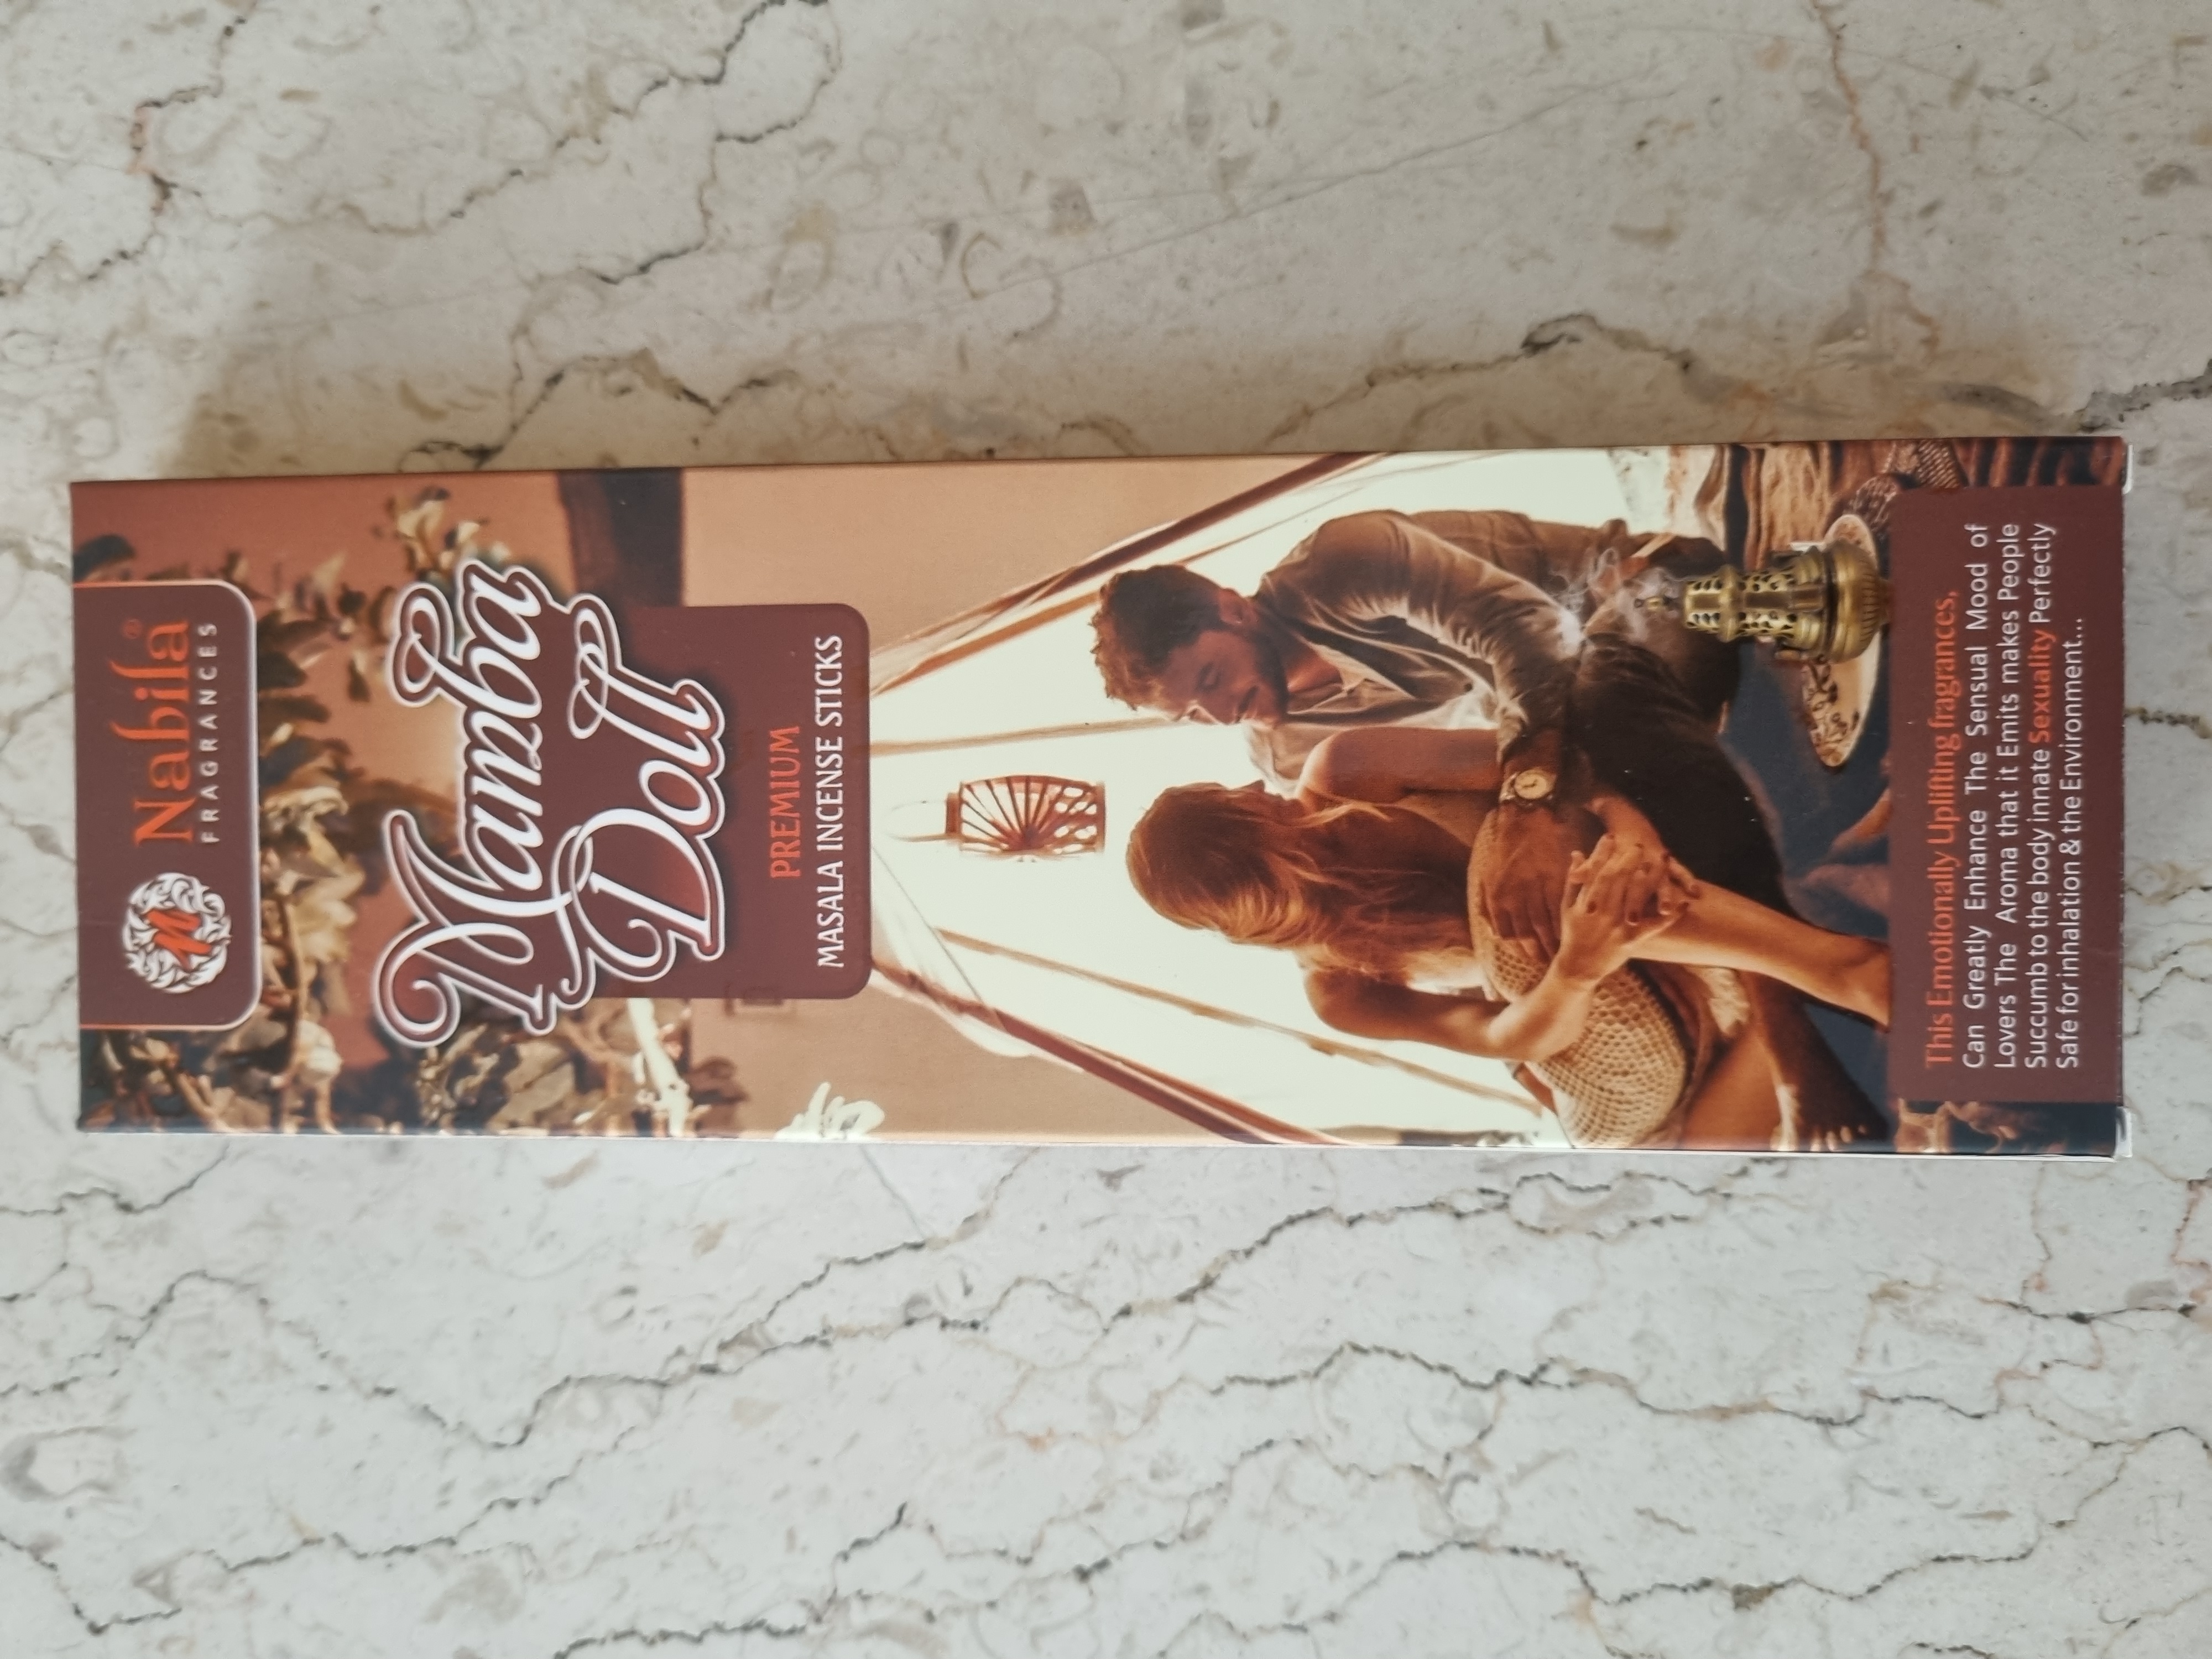 Nabila®
FRAGRANCES
Mamba
Doll
PREMIUM
MASALA INCENSE STICKS
This Emotionally Uplifting fragrances,
Can Greatly Enhance The Sensual Mood of
Lovers The Aroma that it Emits makes People
Succumb to the body innate Sexuality Perfectly
Safe for inhalation & the Environment...